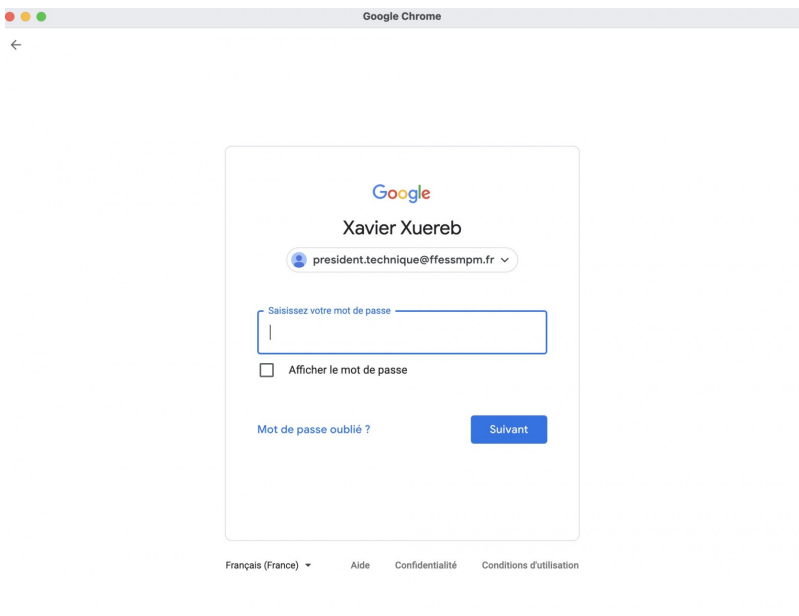 Google Chrome
Google
Xavier Xuereb
president.technique@ffessmpm.fr
Saisissez votre mot de passe
Afficher le mot de passe
Mot de passe oublié ?
Suivant
Français (France)
Aide
Confidentialité
Conditions d'utilisation